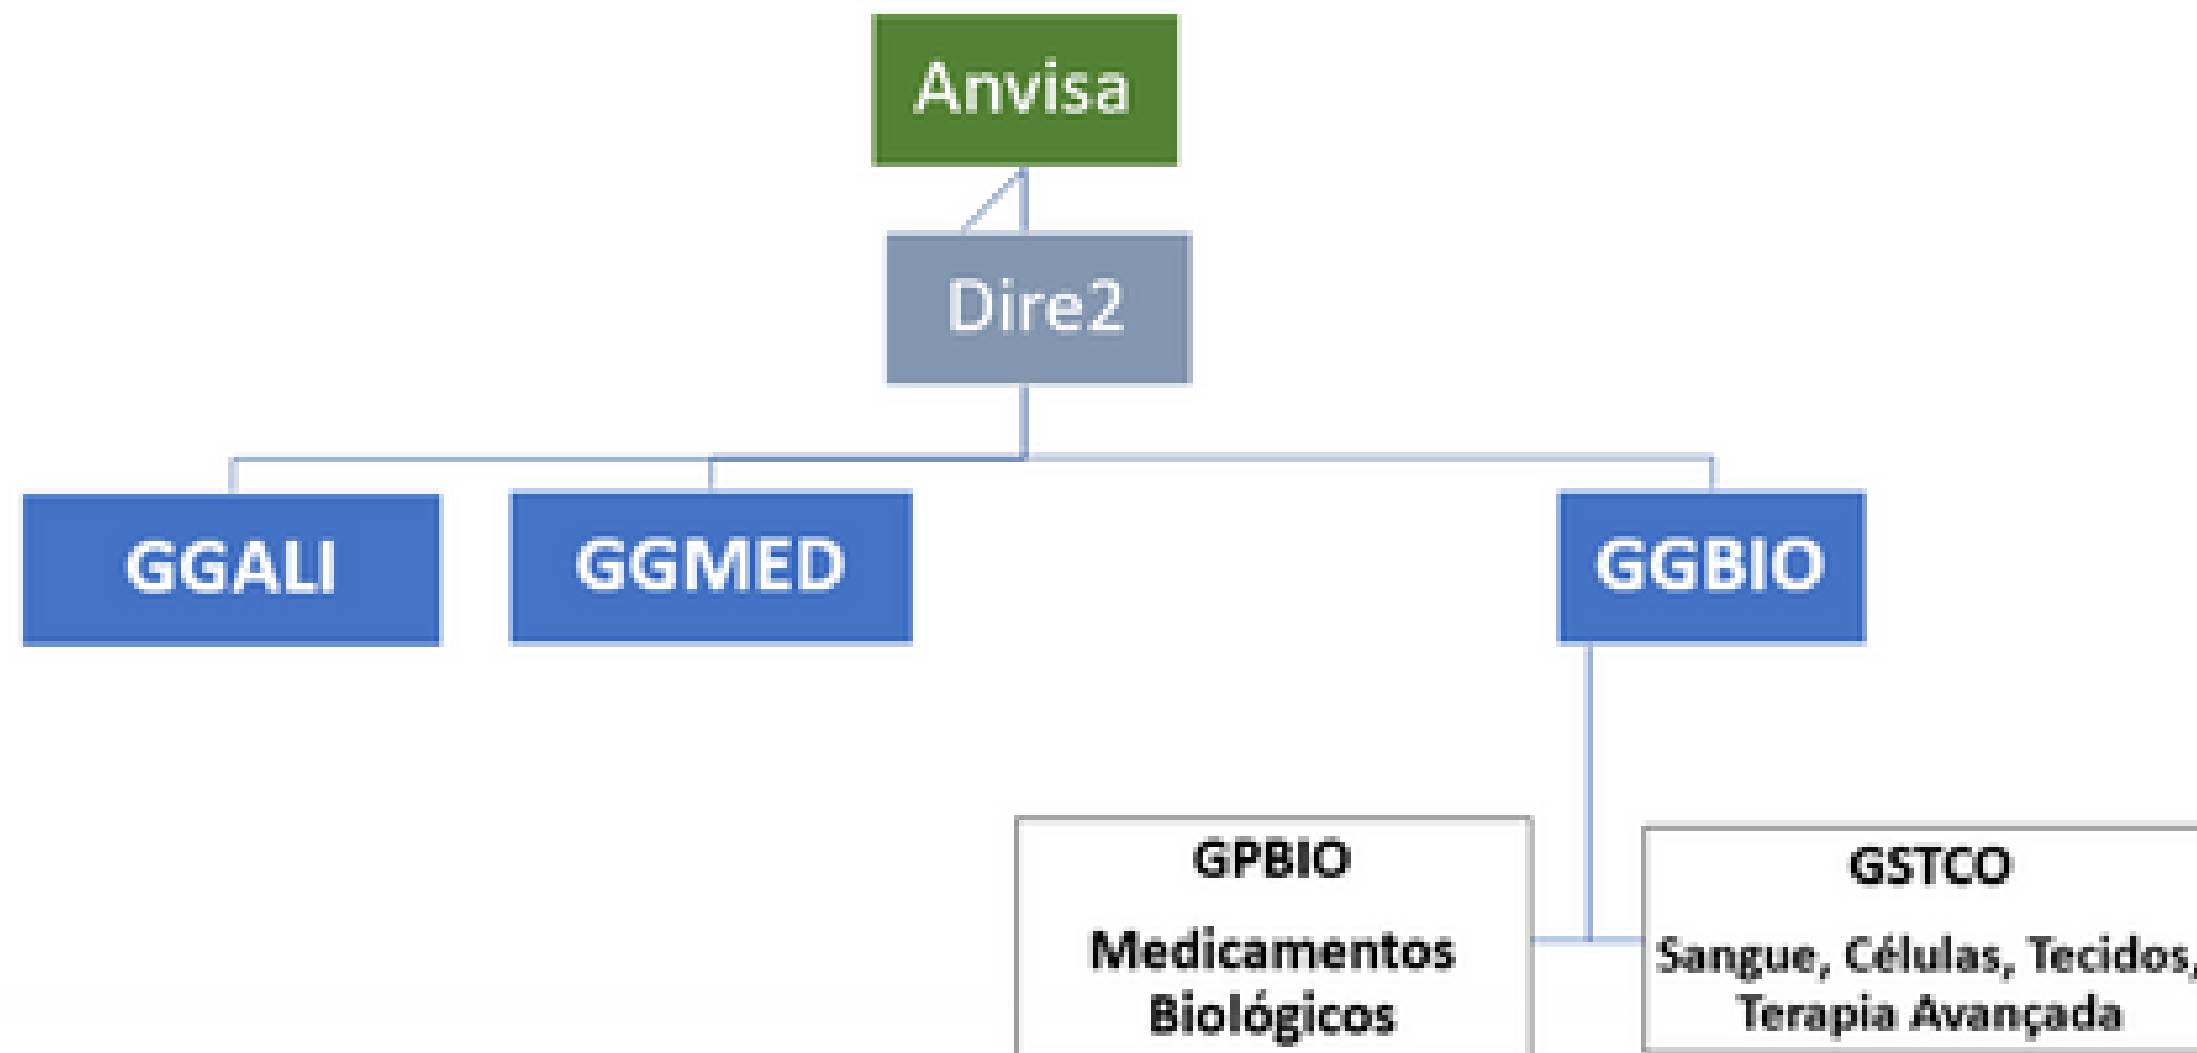 Anvisa
Dire2
GGALI
GGMED
GGBIO
GPBIO
Medicamentos
Biológicos
GSTCO
Sangue, Células, Tecidos,
Terapia Avançada